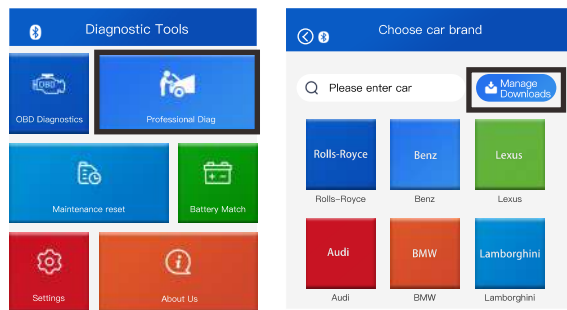 Diagnostic Tools
OBD
OBD Diagnostics
Professional Diag
Maintenance reset
Battery Match
Settings
About Us
Choose car brand
Please enter car
Manage
Downloads
Rolls-Royce
Benz
Lexus
Rolls-Royce
Benz
Lexus
Audi
BMW
Lamborghini
Audi
BMW
Lamborghini